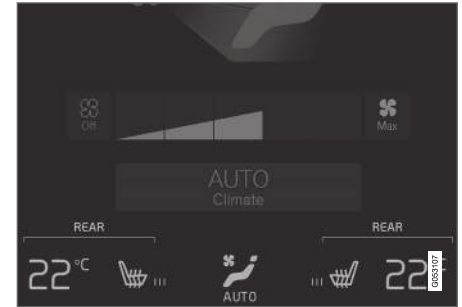 Off
Max
AUTO
Climate
REAR
REAR
22°C
AUTO
22
G053107